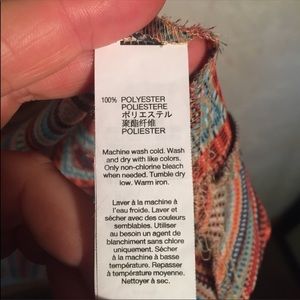 100% POLYESTER
POLIESTERE
ポリエステル
聚酯纤维
POLIESTER
Machine wash cold. Wash
and dry with like colors.
Only non-chlorine bleach
when needed. Tumble dry
low. Warm iron.
Laver à la machine à
l'eau froide. Laver et
sécher avec des couleurs
semblables. Utiliser
au besoin un agent de
blanchiment sans chlore
uniquement. Sécher
à la machine à basse
température. Repasser
à température moyenne.
Nettoyer à sec.